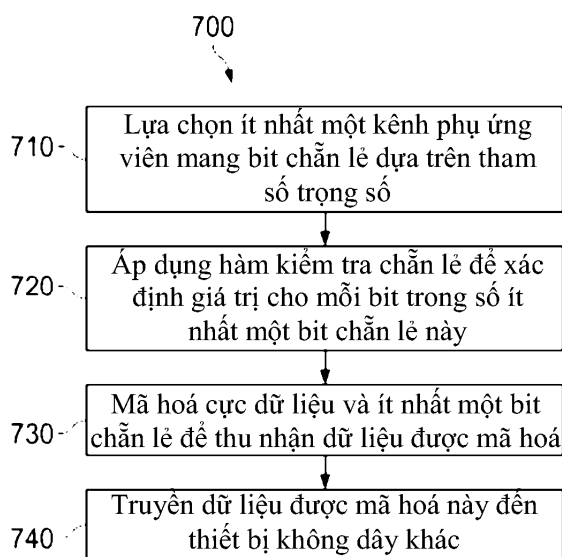 700
710
Lựa chọn ít nhất một kênh phụ ứng
viên mang bit chẵn lẻ dựa trên tham
số trọng số
720
Áp dụng hàm kiểm tra chẵn lẻ để xác
định giá trị cho mỗi bit trong số ít
nhất một bit chẵn lẻ này
730
Mã hoá cực dữ liệu và ít nhất một bit
chẵn lẻ để thu nhận dữ liệu được mã hoá
740
Truyền dữ liệu được mã hoá này đến
thiết bị không dây khác